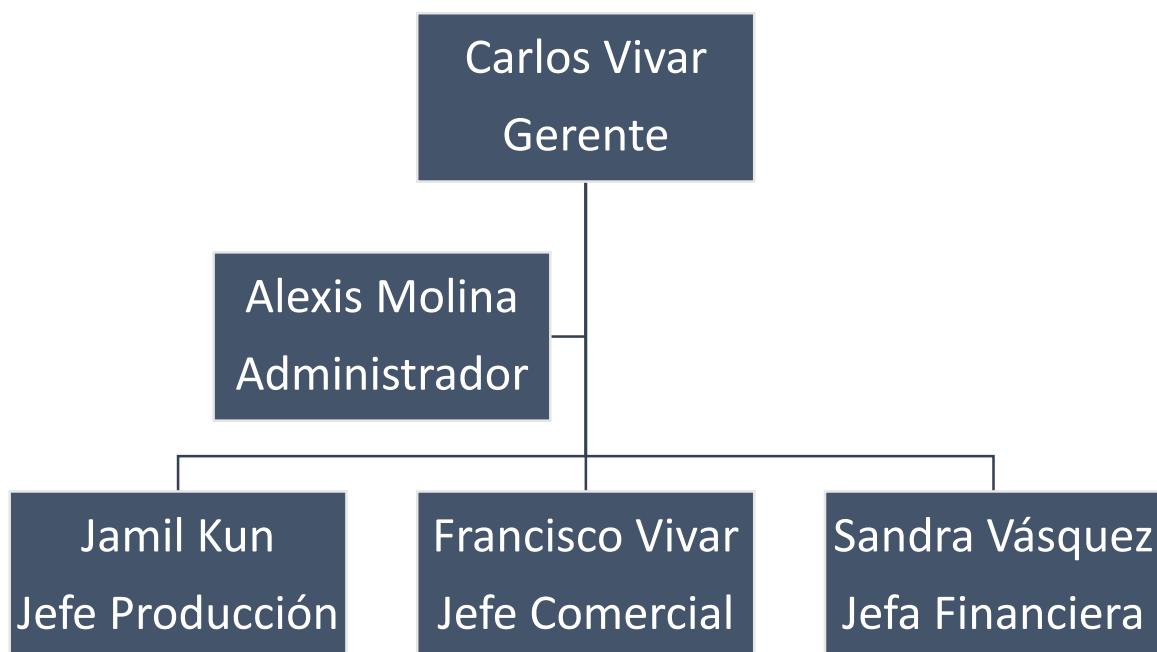 Carlos Vivar
Gerente
Alexis Molina
Administrador
Jamil Kun
Jefe Producción
Francisco Vivar
Jefe Comercial
Sandra Vásquez
Jefa Financiera